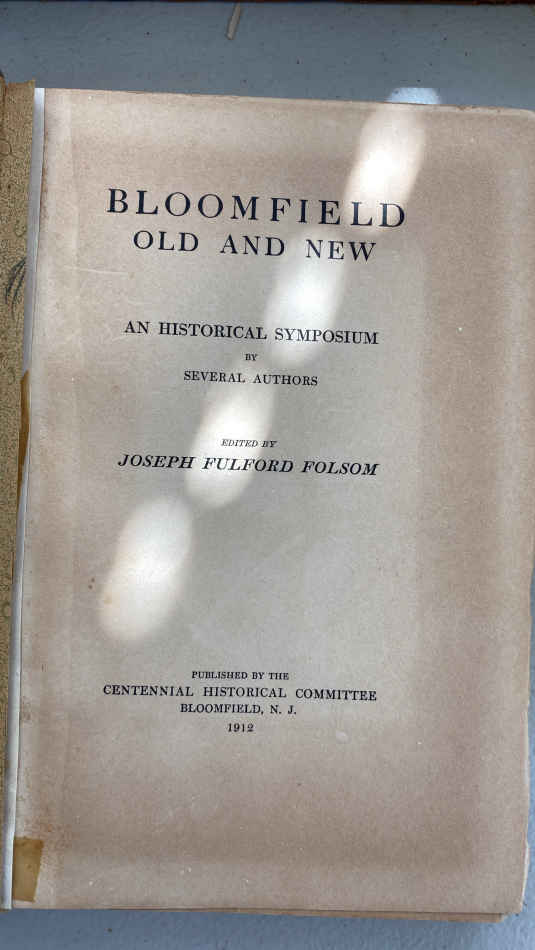 BLOOMFIELD
OLD AND NEW
AN HISTORICAL SYMPOSIUM
BY
SEVERAL AUTHORS
EDITED BY
JOSEPH FULFORD FOLSOM
PUBLISHED BY THE
CENTENNIAL HISTORICAL COMMITTEE
BLOOMFIELD, N. J.
1912